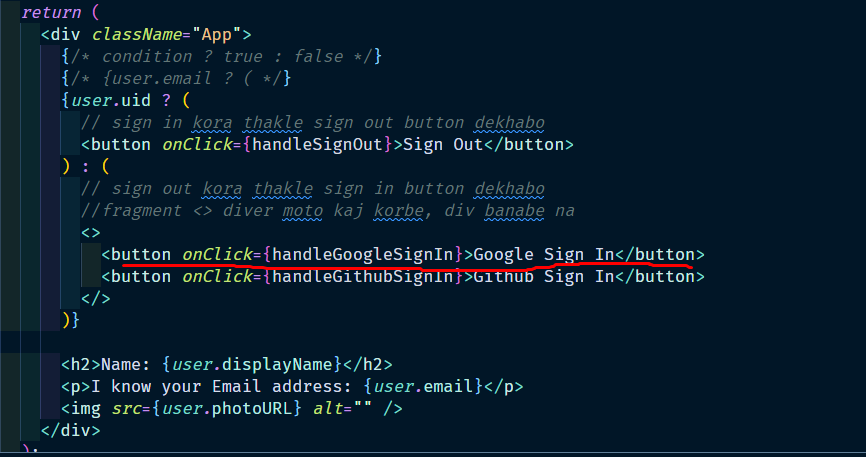 return (
<div className="App">
{/* condition ? true : false */}
{/* {user.email ? ( */}
{user.uid ? (
// sign in kora thakle sign out button dekhabo
<button onClick={handleSignOut}>Sign Out</button>
) : (
// sign out kora thakle sign in button dekhabo
//fragment <> diver moto kaj korbe, div banabe na
<>
<button onClick={handleGoogleSignIn}>Google Sign In</button>
<button onClick={handleGithubSignIn}>Github Sign In</button>
</>
)}
<h2>Name: {user.displayName}</h2>
<p>I know your Email address: {user.email}</p>
<img src={user.photoURL} alt="" />
</div>
);